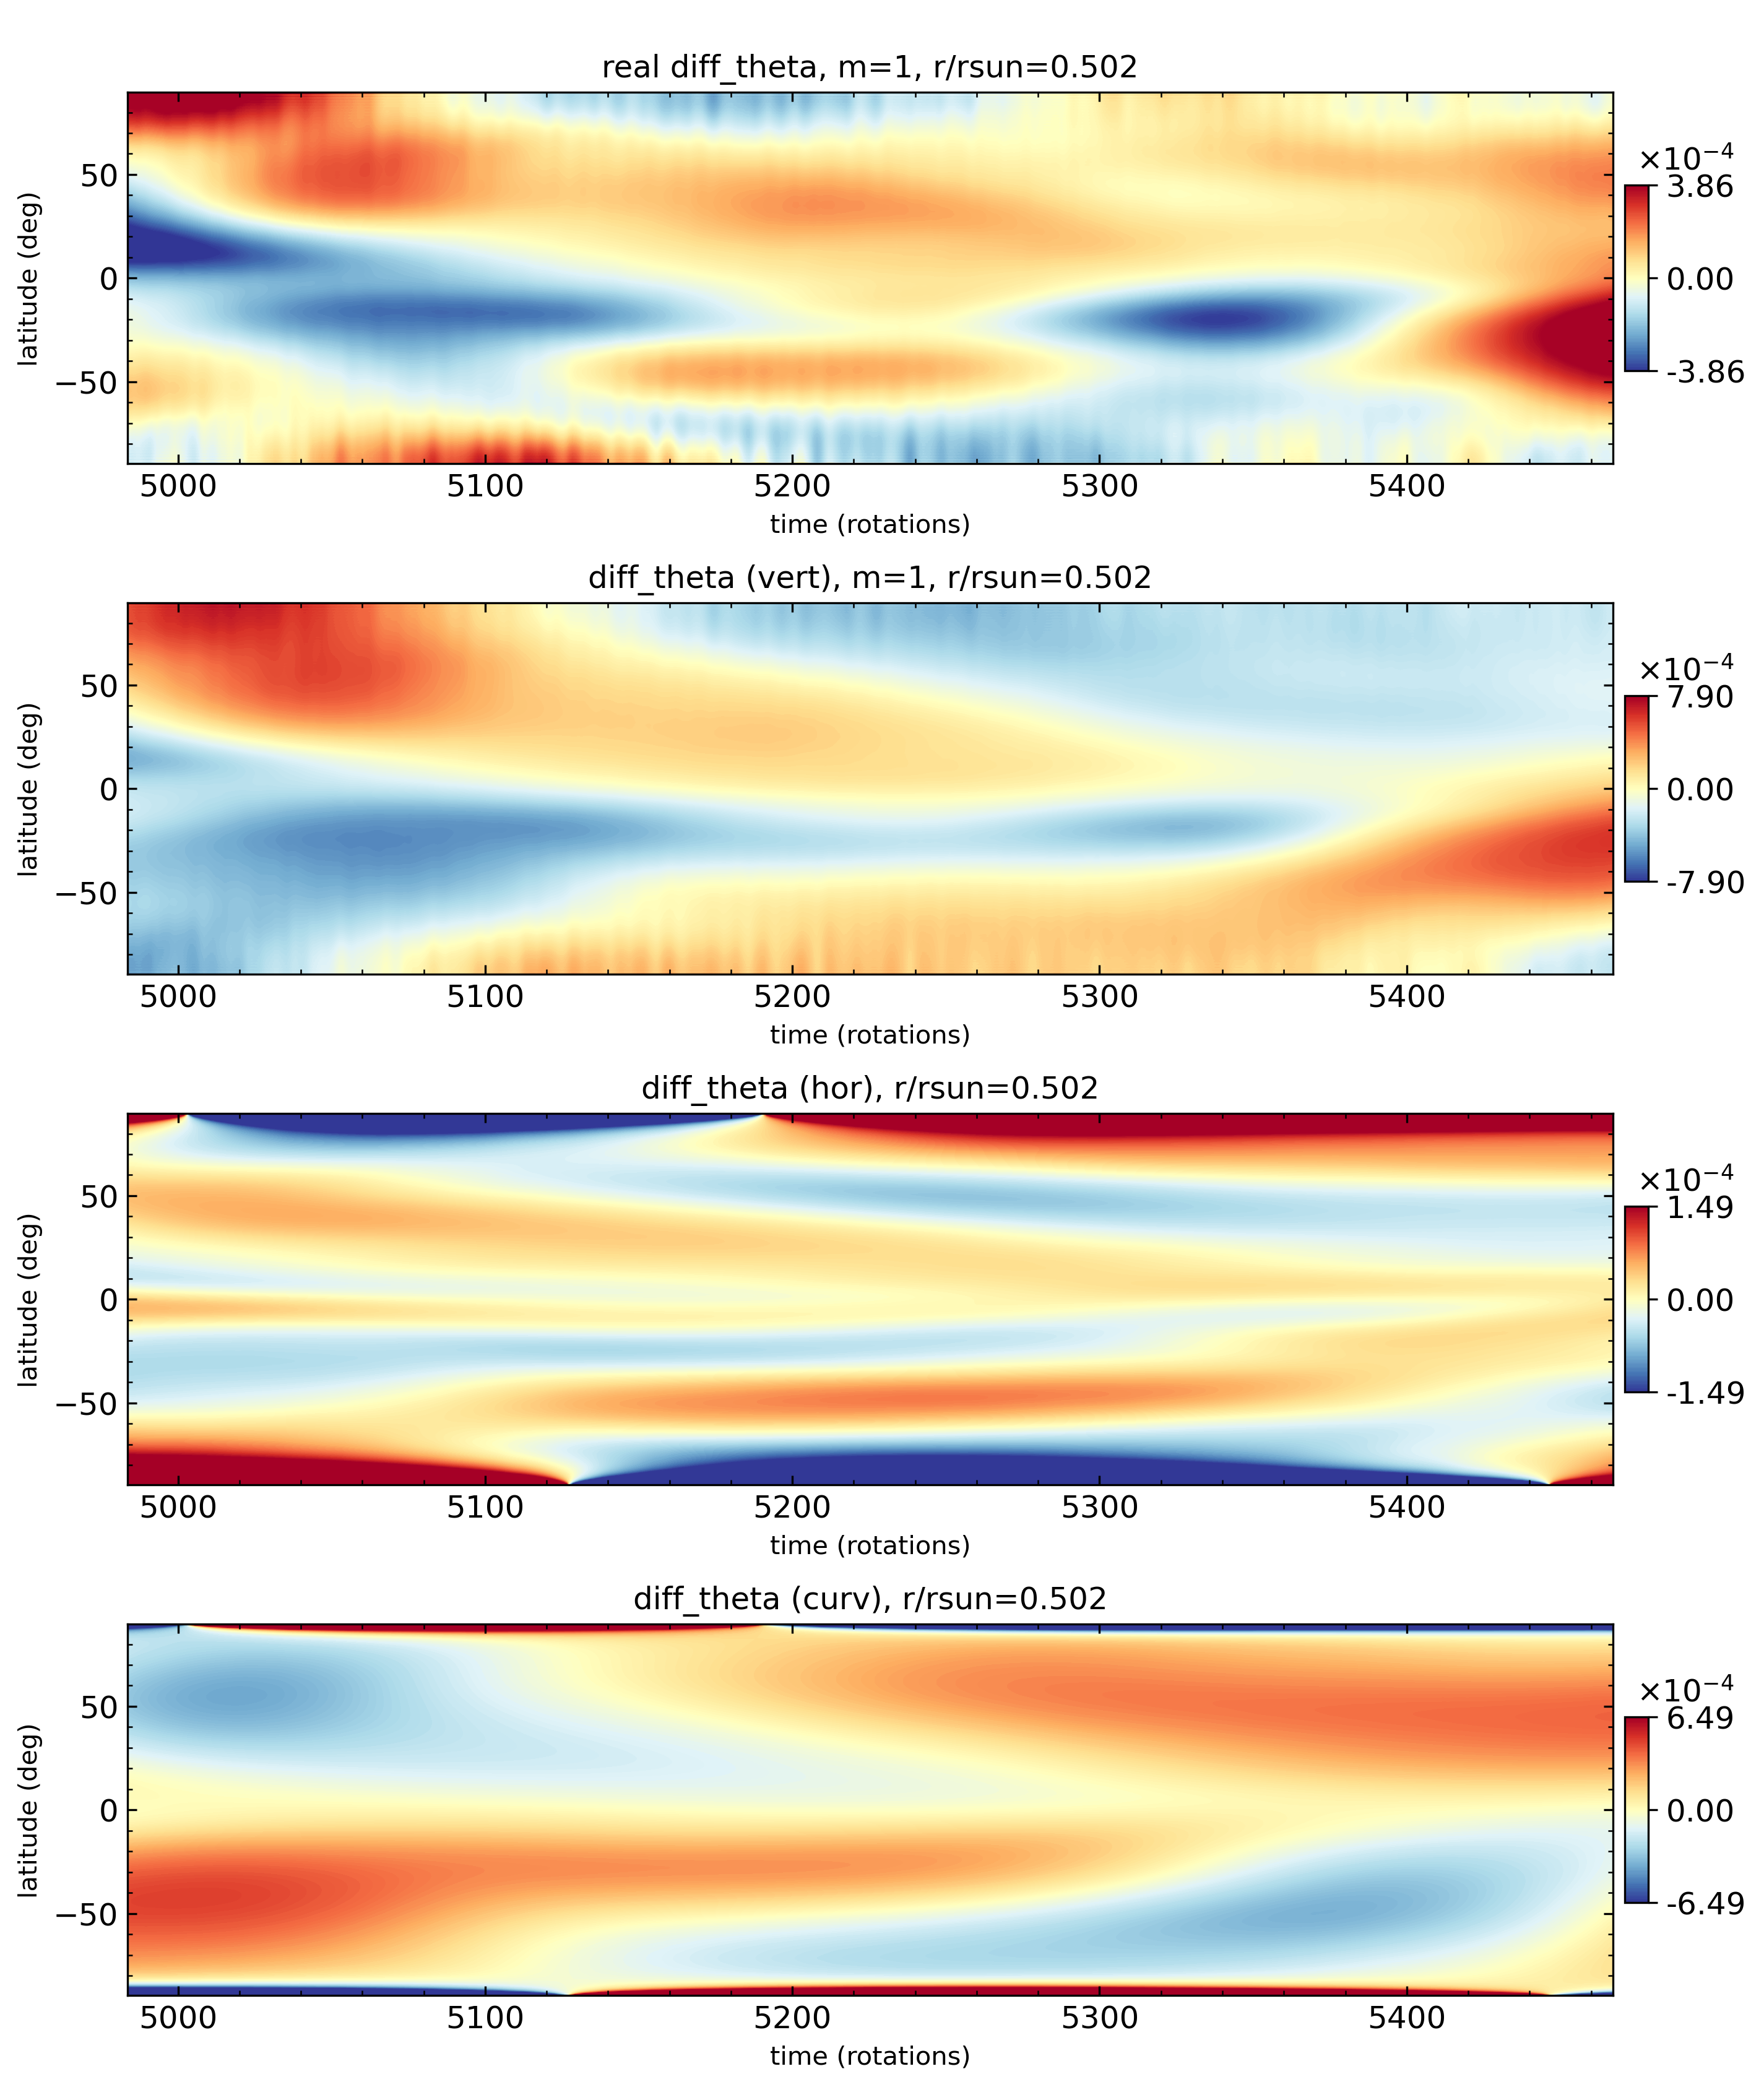 real diff_theta, m=1, r/rsun=0.502
latitude (deg)
50
0
−50
5000 5100 5200 5300 5400
time (rotations)
×10−4
3.86
0.00
-3.86
diff_theta (vert), m=1, r/rsun=0.502
latitude (deg)
50
0
−50
5000 5100 5200 5300 5400
time (rotations)
×10−4
7.90
0.00
-7.90
diff_theta (hor), r/rsun=0.502
latitude (deg)
50
0
−50
5000 5100 5200 5300 5400
time (rotations)
×10−4
1.49
0.00
-1.49
diff_theta (curv), r/rsun=0.502
latitude (deg)
50
0
−50
5000 5100 5200 5300 5400
time (rotations)
×10−4
6.49
0.00
-6.49